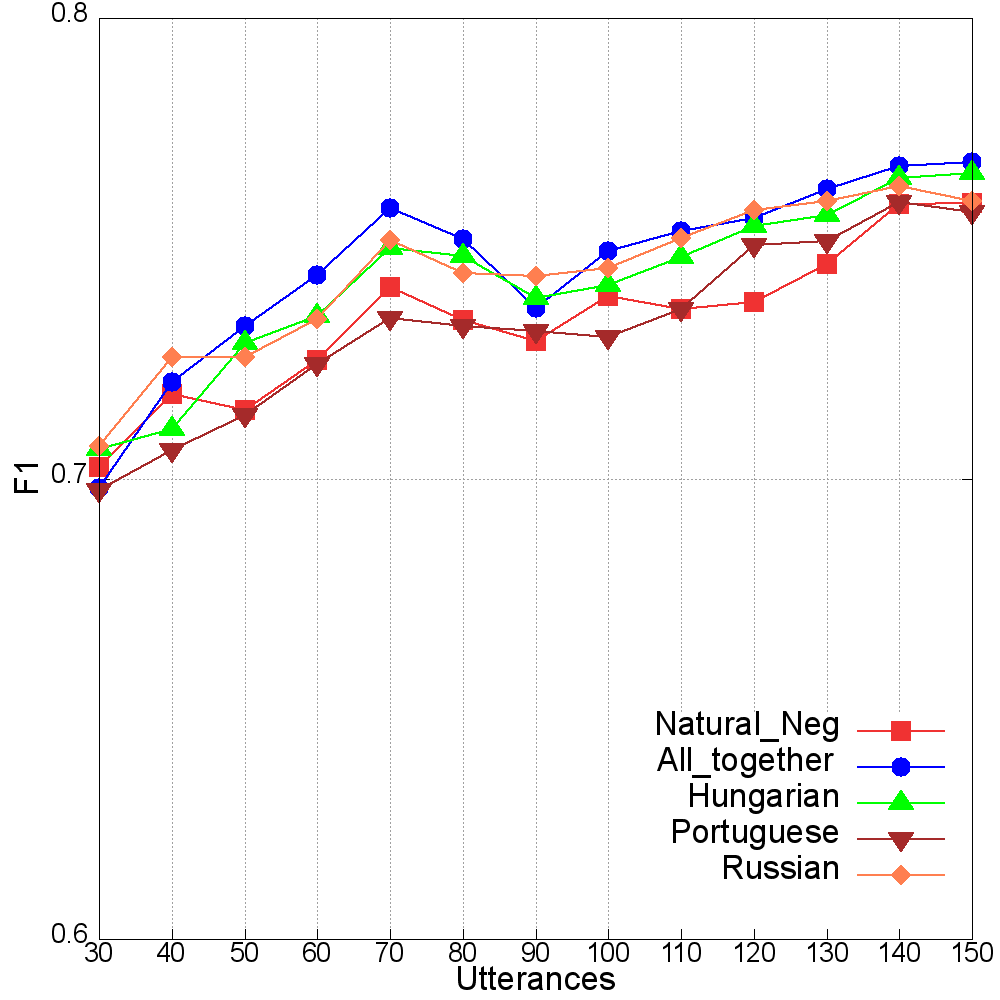 0.8
0.7
0.6
F1
30 40 50 60 70 80 90 100 110 120 130 140 150
Utterances
Natural_Neg
All_together
Hungarian
Portuguese
Russian